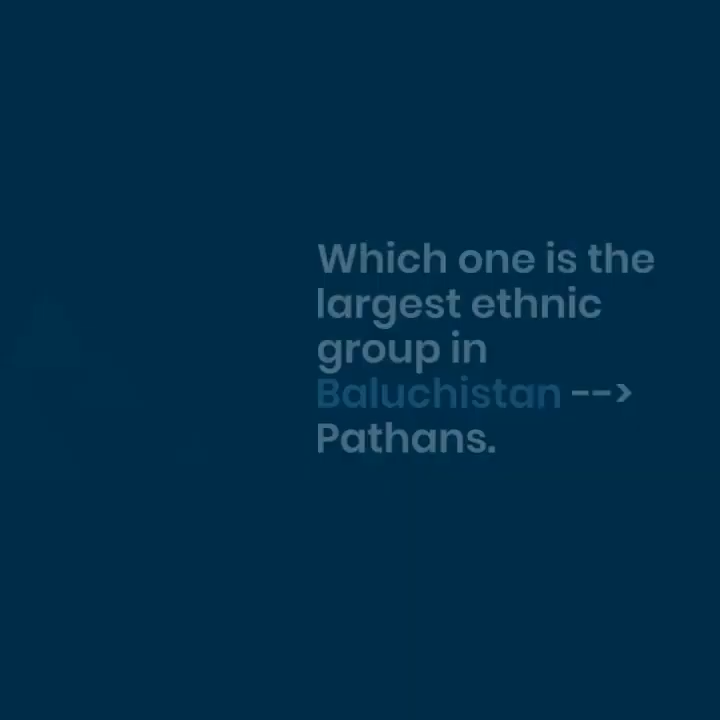 Which one is the
largest ethnic
group in
Baluchistan -->
Pathans.